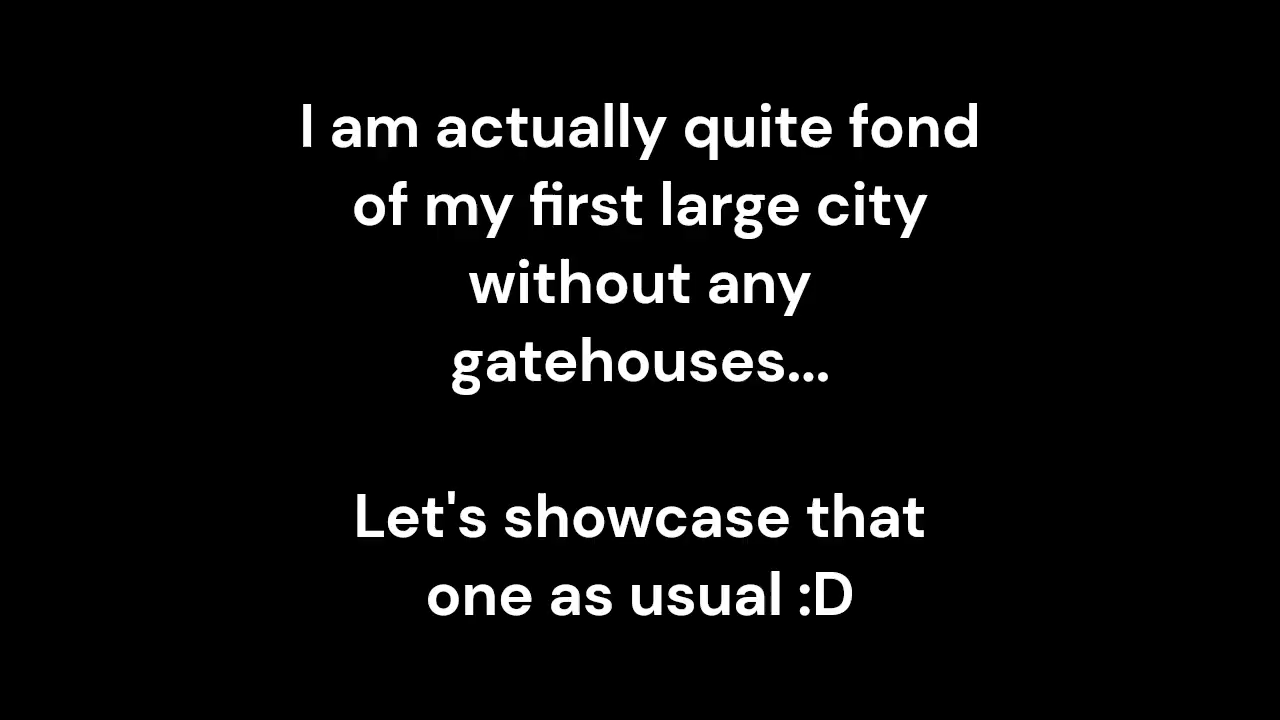 I am actually quite fond
of my first large city
without any
gatehouses...
Let's showcase that
one as usual :D